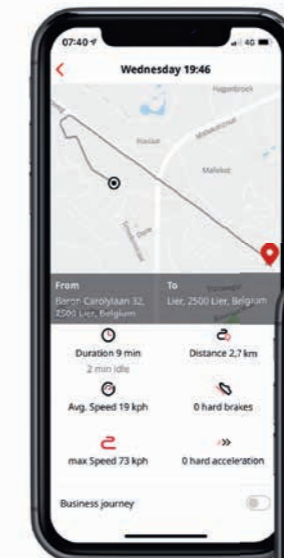 07:40
4G
Wednesday 19:46
Hagenbroek
Mallekot
From
To
Baron Carolylaan 32,
2500 Lier, Belgium
Lier, 2500 Lier, Belgium
Duration 9 min
2 min idle
Distance 2,7 km
Avg. Speed 19 kph
0 hard brakes
max Speed 73 kph
0 hard acceleration
Business journey